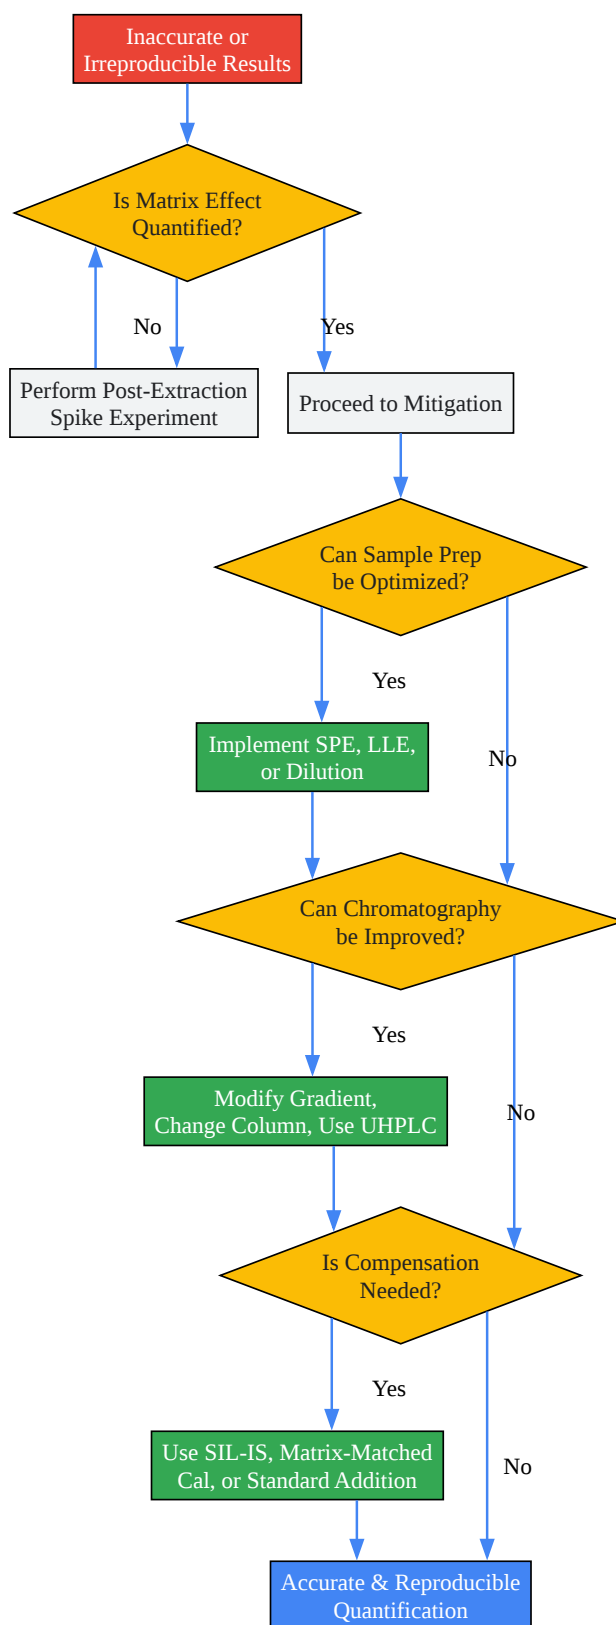 Inaccurate or
Irreproducible Results
Is Matrix Effect
Quantified?
No
Yes
Perform Post-Extraction
Spike Experiment
Proceed to Mitigation
Can Sample Prep
be Optimized?
Yes
Implement SPE, LLE,
or Dilution
No
Can Chromatography
be Improved?
Yes
Modify Gradient,
Change Column, Use UHPLC
No
Is Compensation
Needed?
Yes
Use SIL-IS, Matrix-Matched
Cal, or Standard Addition
No
Accurate & Reproducible
Quantification